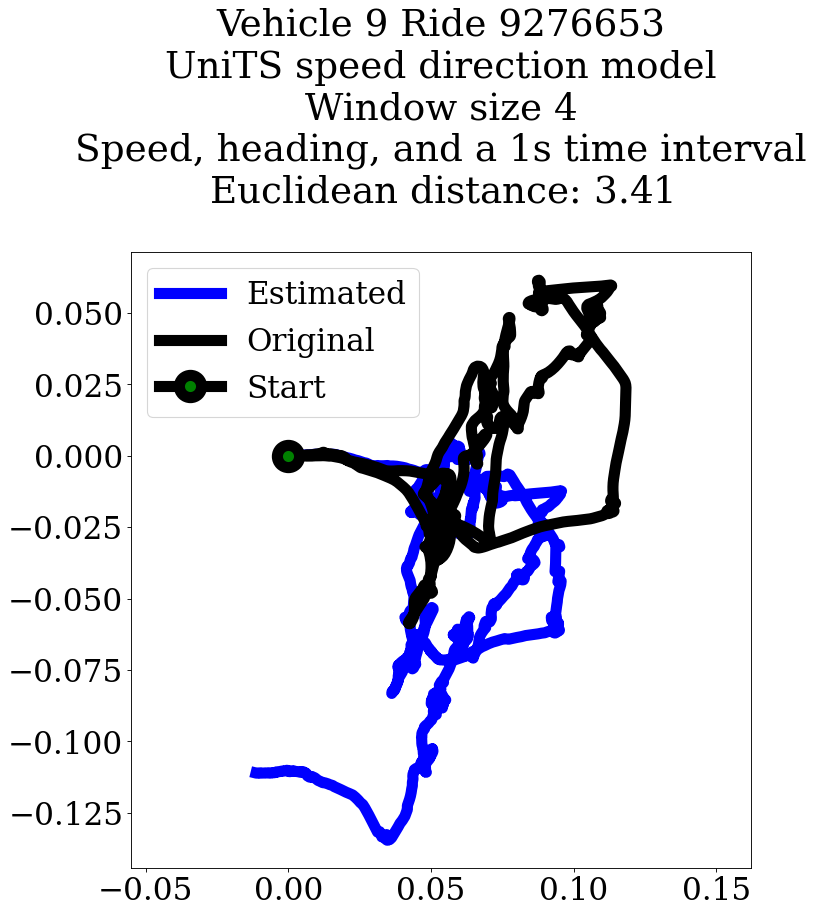 Vehicle 9 Ride 9276653
UniTS speed direction model
Window size 4
Speed, heading, and a 1s time interval
Euclidean distance: 3.41
Estimated
Original
Start
0.050
0.025
0.000
−0.025
−0.050
−0.075
−0.100
−0.125
−0.05 0.00 0.05 0.10 0.15